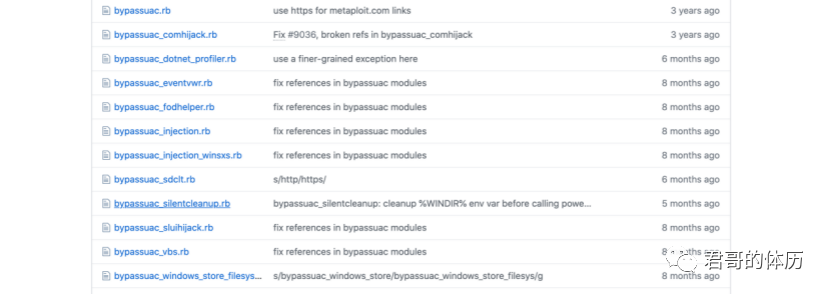 bypassuac.rb use https for metaploit.com links 3 years ago
bypassuac_comhijack.rb Fix #9036, broken refs in bypassuac_comhijack 3 years ago
bypassuac_dotnet_profiler.rb use a finer-grained exception here 6 months ago
bypassuac_eventvwr.rb fix references in bypassuac modules 8 months ago
bypassuac_fodhelper.rb fix references in bypassuac modules 8 months ago
bypassuac_injection.rb fix references in bypassuac modules 8 months ago
bypassuac_injection_winsxs.rb fix references in bypassuac modules 8 months ago
bypassuac_sdclt.rb s/http/https/ 6 months ago
bypassuac_silentcleanup.rb bypassuac_silentcleanup: cleanup %WINDIR% env var before calling powe... 5 months ago
bypassuac_sluihijack.rb fix references in bypassuac modules 8 months ago
bypassuac_vbs.rb fix references in bypassuac modules 8 months ago
bypassuac_windows_store_filesys... s/bypassuac_windows_store/bypassuac_windows_store_filesys/g 8 months ago
君哥的体历